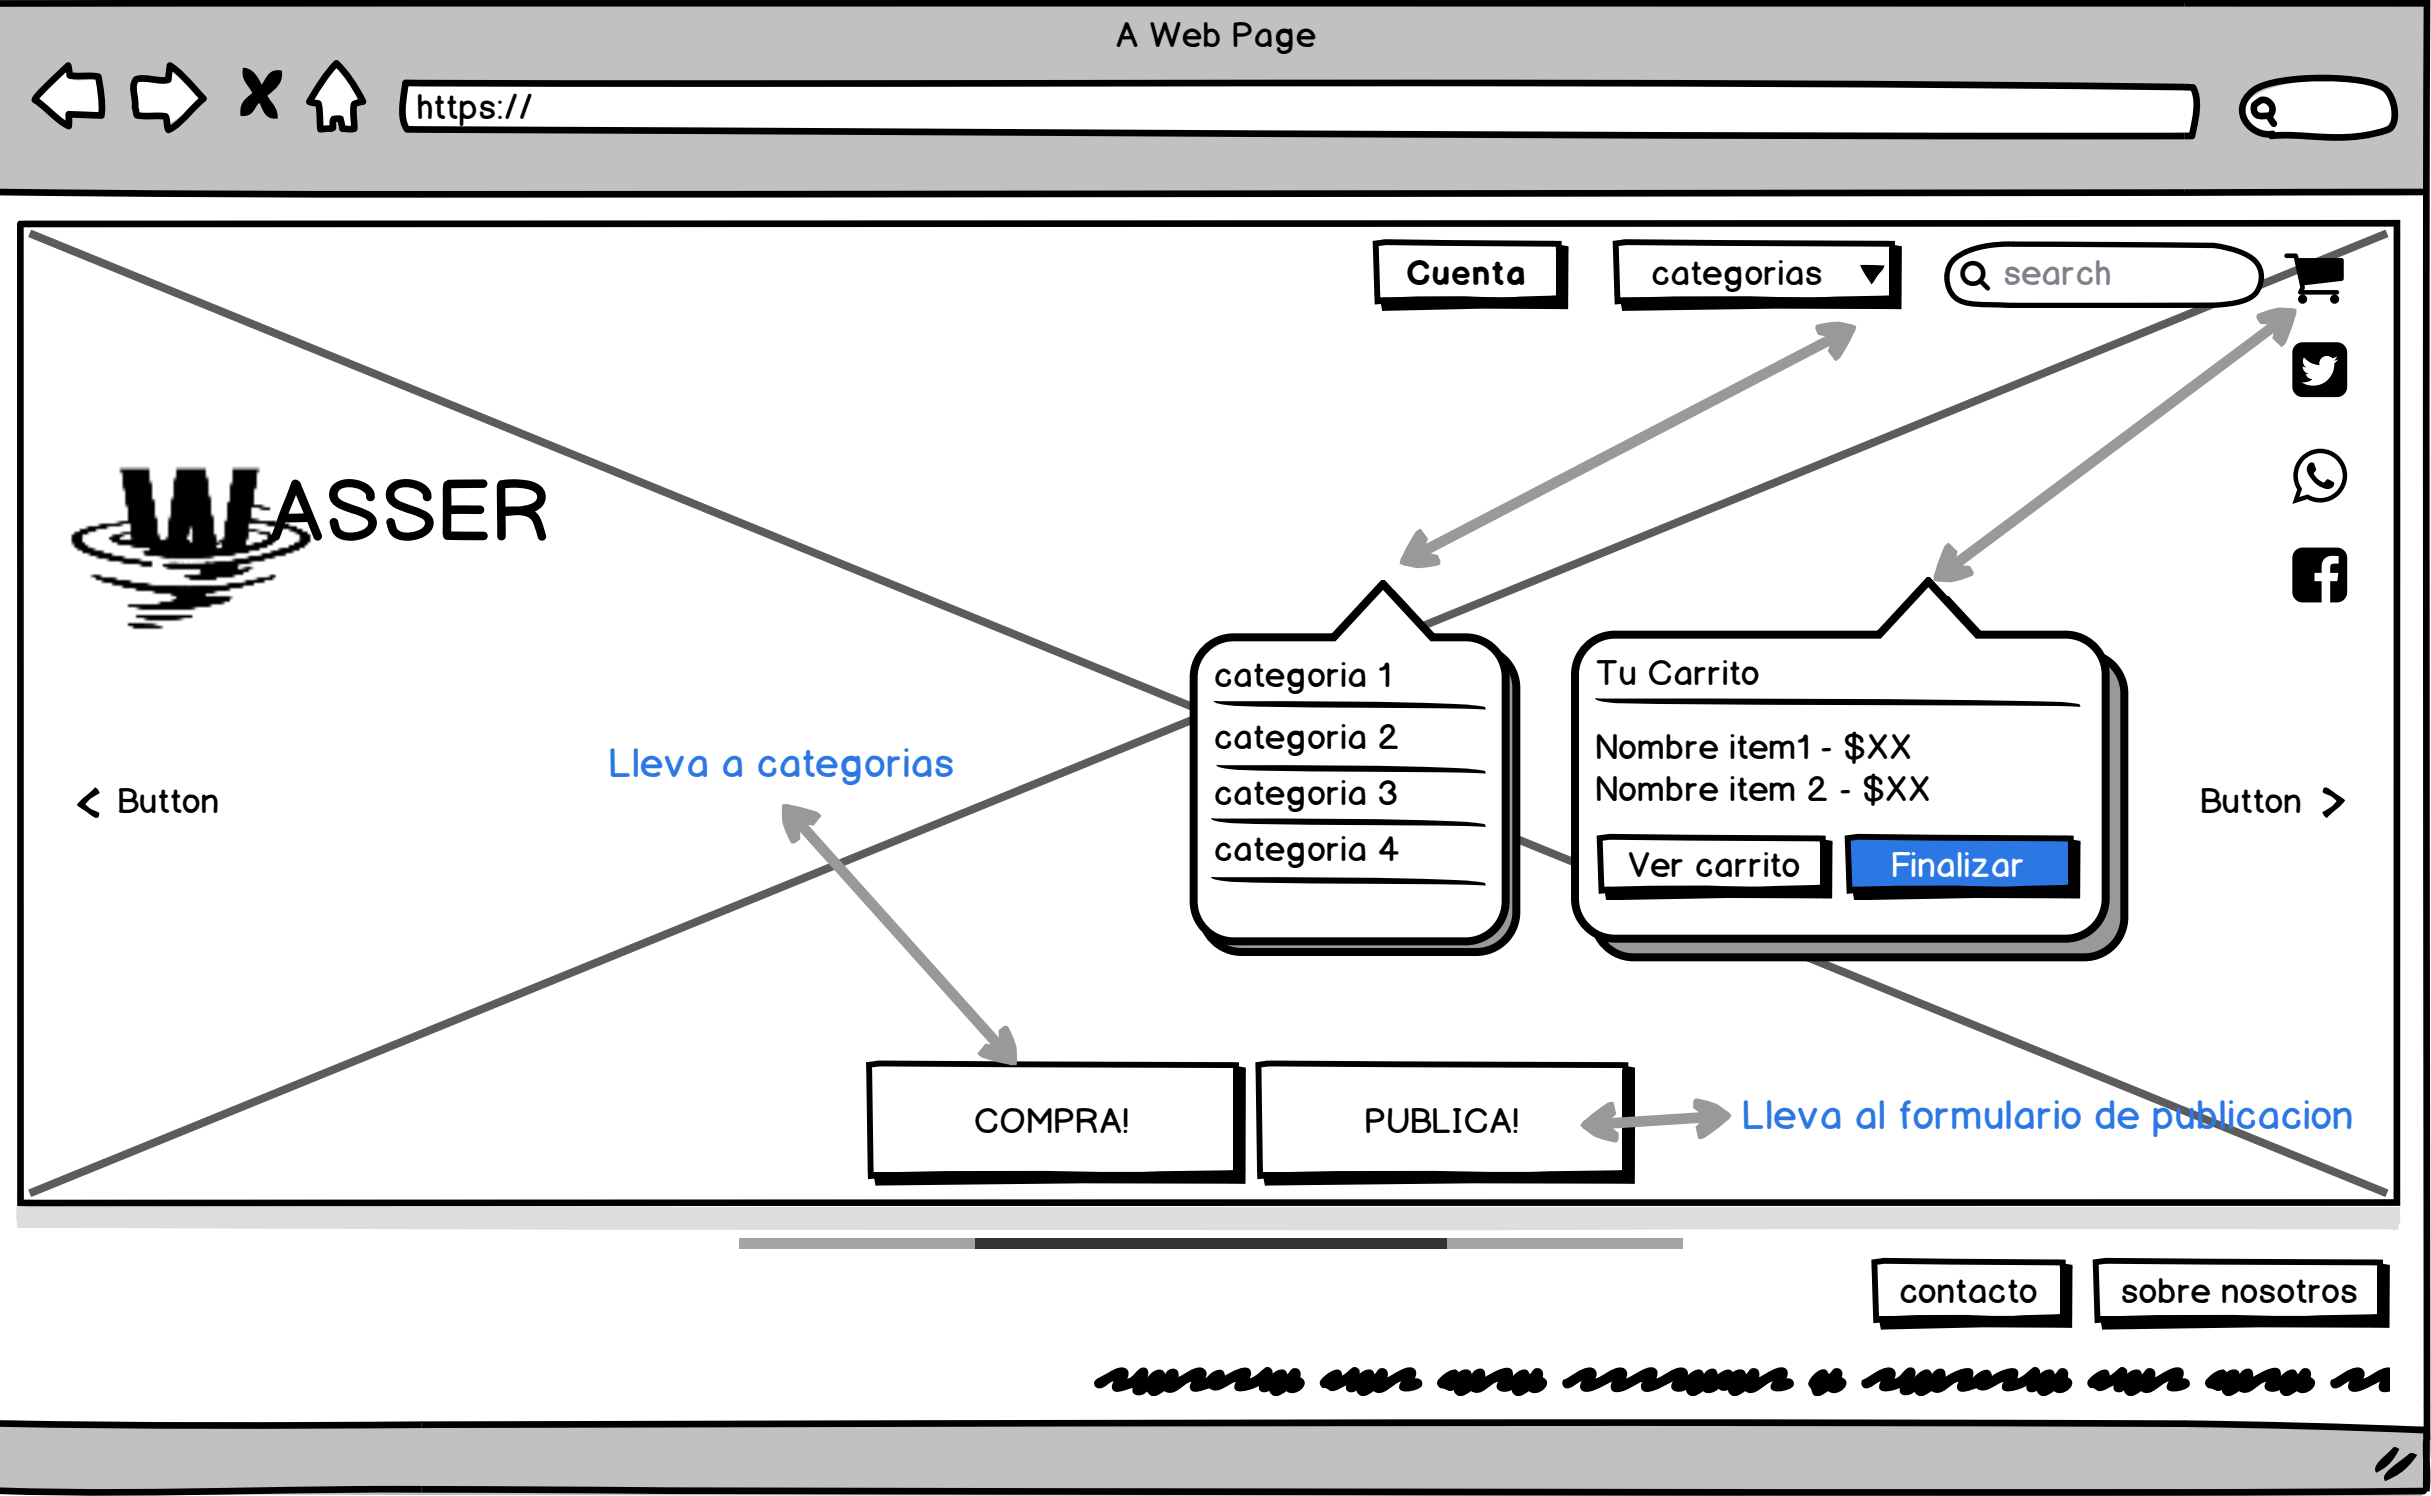 A Web Page
https://
Cuenta
categorias
search
WASSER
categoria 1
categoria 2
categoria 3
categoria 4
Tu Carrito
Nombre item1 - $XX
Nombre item 2 - $XX
Ver carrito
Finalizar
Lleva a categorias
Button
Button
COMPRA!
PUBLICA!
Lleva al formulario de publicacion
contacto
sobre nosotros